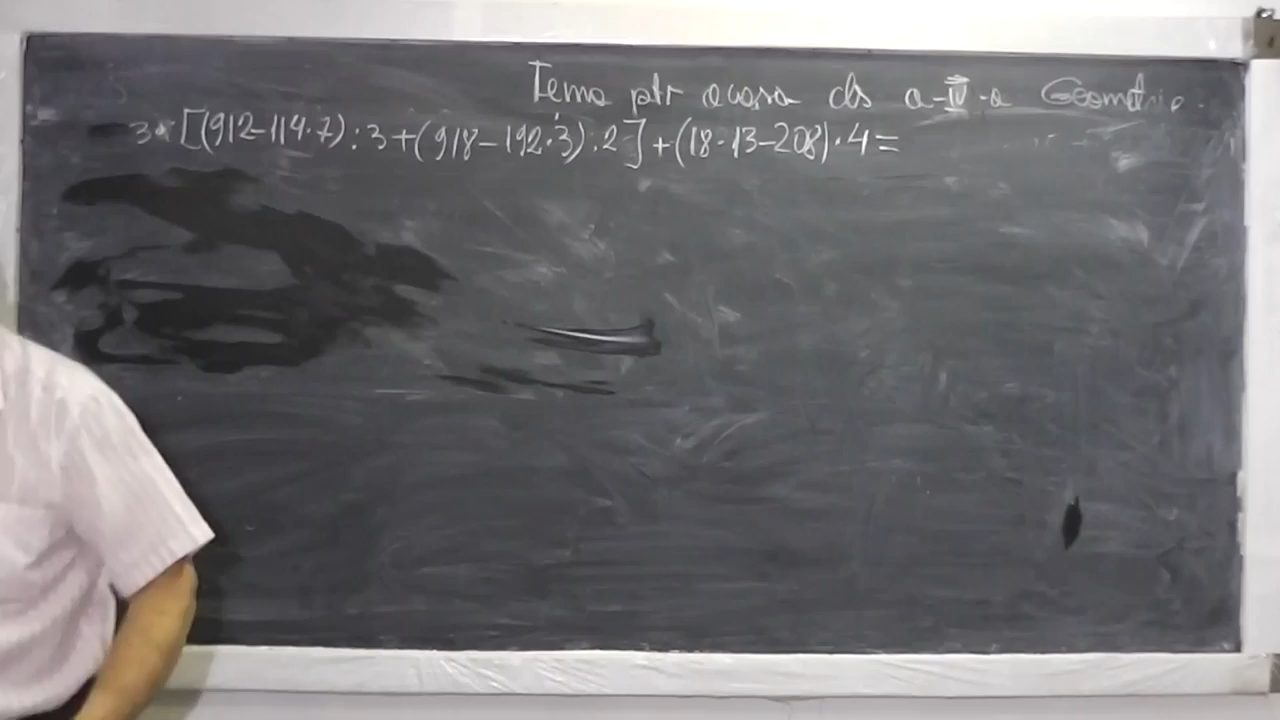 Tema ptr acasa cls a-IV-a Geometrie.
3·[(912-114·7):3+(918-192·3):2]+(18·13-208)·4=